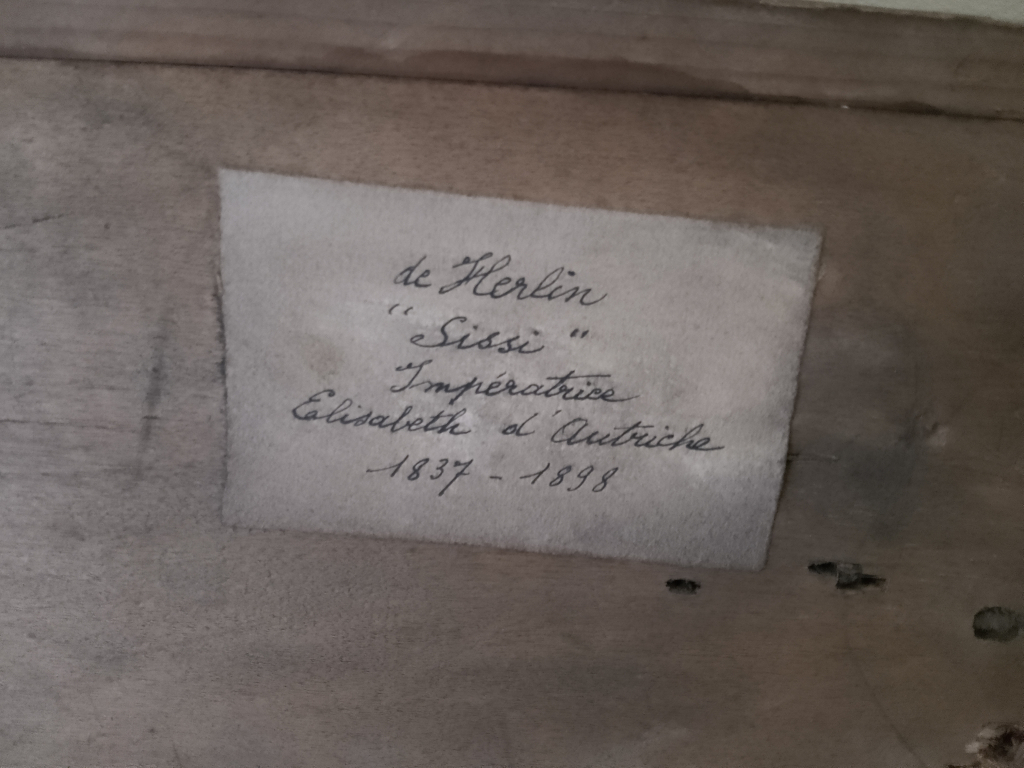 de Herlin
"Sissi"
Impératrice
Elisabeth d'Autriche
1837 - 1898